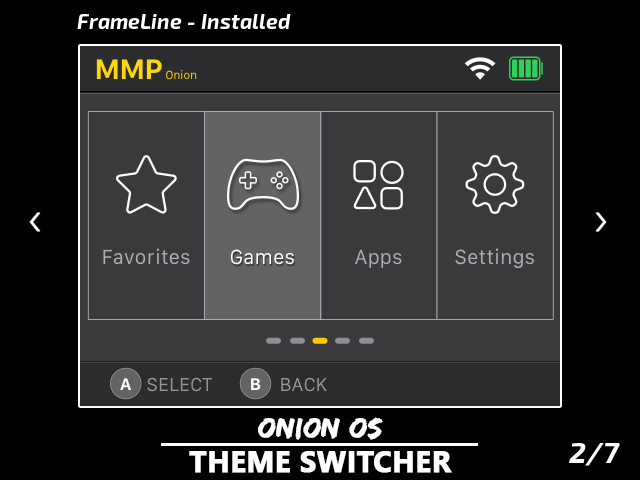 FrameLine - Installed
MMP Onion
Favorites Games Apps Settings
A SELECT B BACK
ONION OS
THEME SWITCHER
2/7